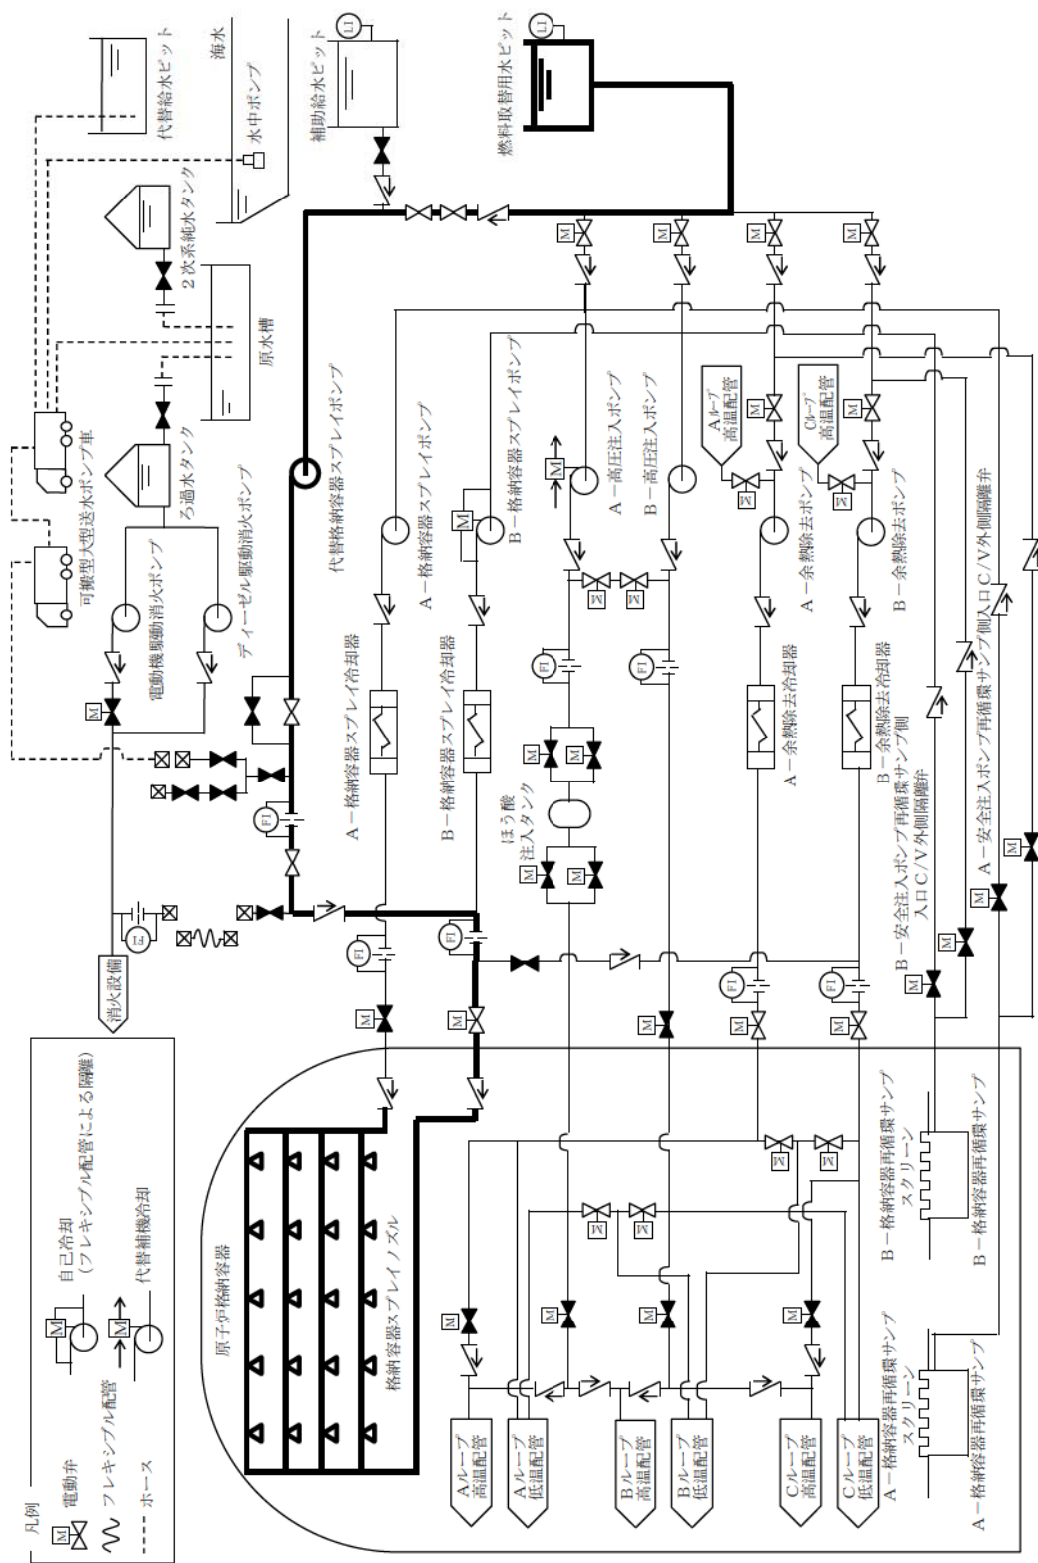 凡例
電動弁
フレキシブル配管
ホース
自己冷却
(フレキシブル配管による隔離)
代替補機冷却
M
M
M
代替給水ピット
海水
水中ポンプ
2次系純水タンク
原水槽
可搬型大型送水ポンプ車
ろ過水タンク
電動機駆動消火ポンプ
ディーゼル駆動消火ポンプ
消火設備
FI
M
補助給水ピット
LI
燃料取替用水ピット
LI
代替格納容器スプレイポンプ
FI
A-格納容器スプレイポンプ
B-格納容器スプレイポンプ
M
A-格納容器スプレイ冷却器
B-格納容器スプレイ冷却器
FI
FI
M
M
A-高圧注入ポンプ
B-高圧注入ポンプ
M
M
M
M
M
FI
FI
ほう酸
注入タンク
M
M
M
M
M
Aループ
高温配管
Cループ
高温配管
M
M
M
M
M
M
A-余熱除去ポンプ
B-余熱除去ポンプ
A-余熱除去冷却器
B-余熱除去冷却器
FI
FI
M
M
B-安全注入ポンプ再循環サンプ側
入口C/V外側隔離弁
A-安全注入ポンプ再循環サンプ側入口C/V外側隔離弁
M
M
M
M
原子炉格納容器
格納容器スプレイノズル
M
M
M
M
M
M
M
M
Aループ
高温配管
Aループ
低温配管
Bループ
高温配管
Bループ
低温配管
Cループ
高温配管
Cループ
低温配管
B-格納容器再循環サンプ
スクリーン
B-格納容器再循環サンプ
A-格納容器再循環サンプ
スクリーン
A-格納容器再循環サンプ